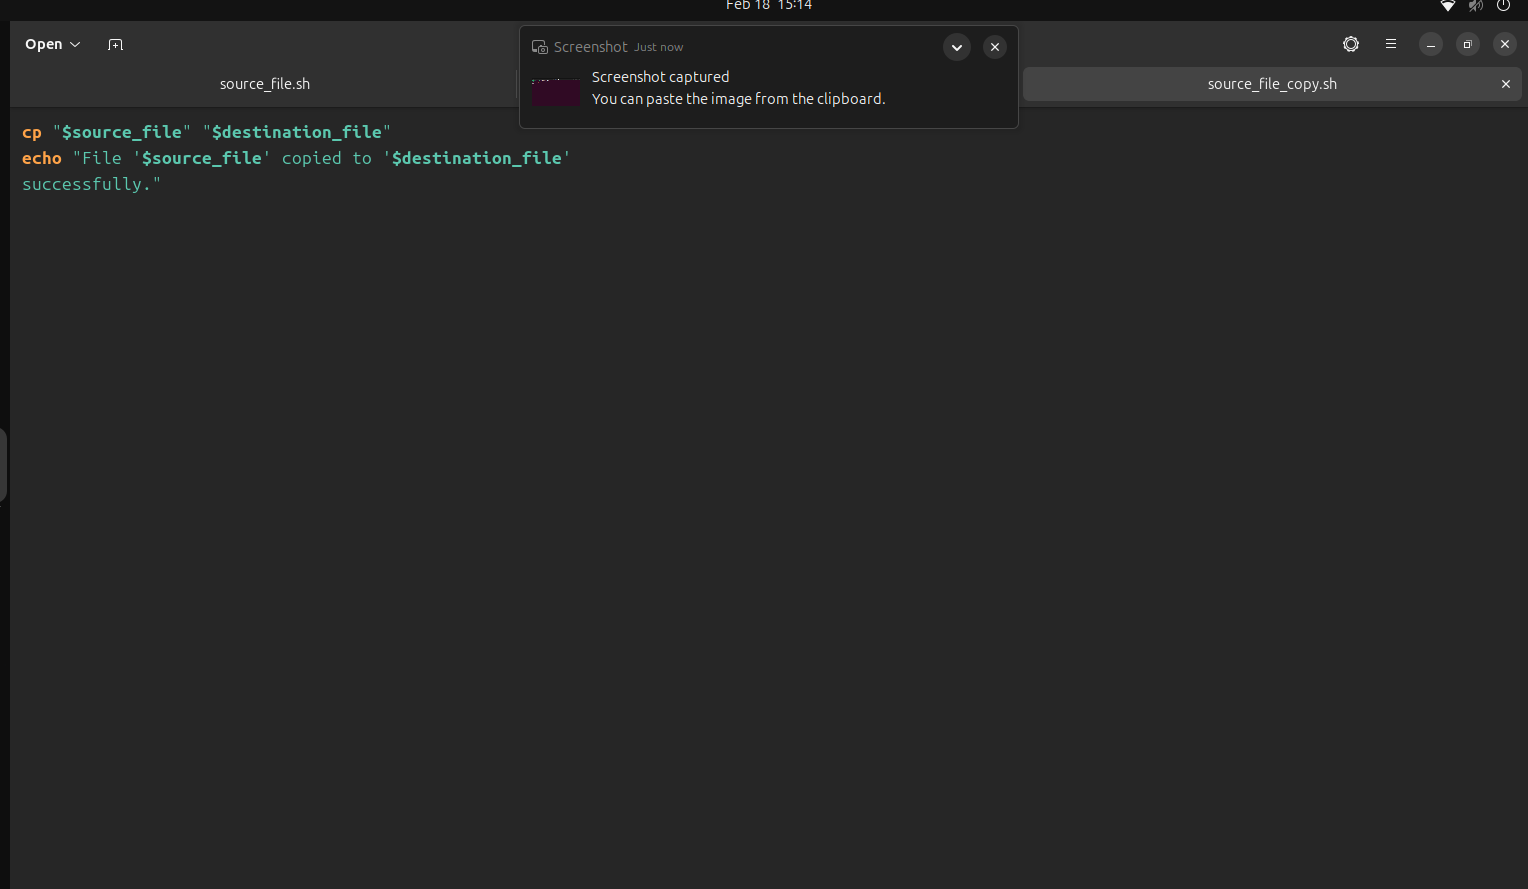 Feb 18 15:14
Open
Screenshot Just now
Screenshot captured
You can paste the image from the clipboard.
source_file.sh
source_file_copy.sh
cp "$source_file" "$destination_file"
echo "File '$source_file' copied to '$destination_file'
successfully."